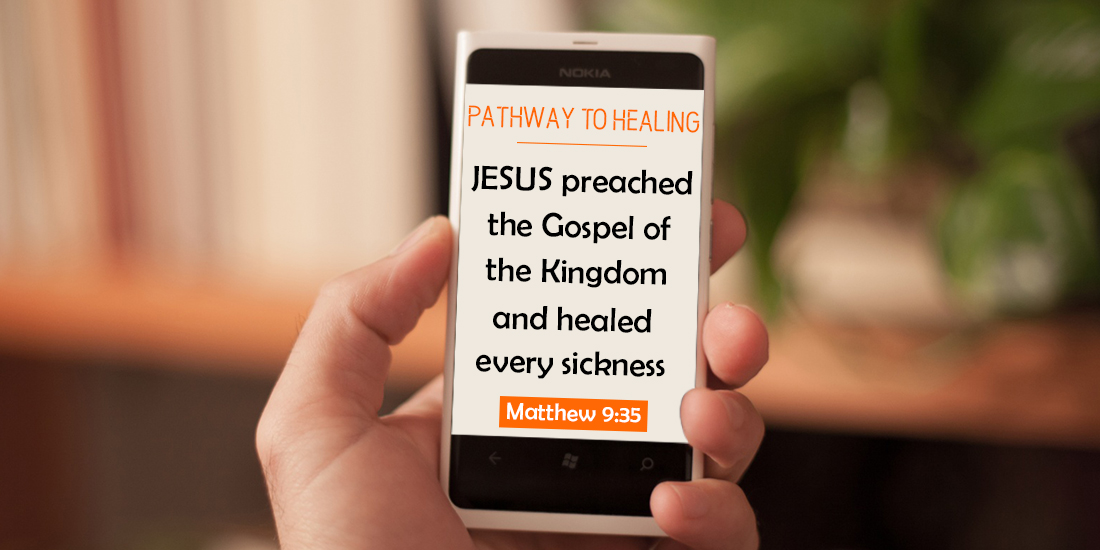 NOKIA
PATHWAY TO HEALING
JESUS preached
the Gospel of
the Kingdom
and healed
every sickness
Matthew 9:35